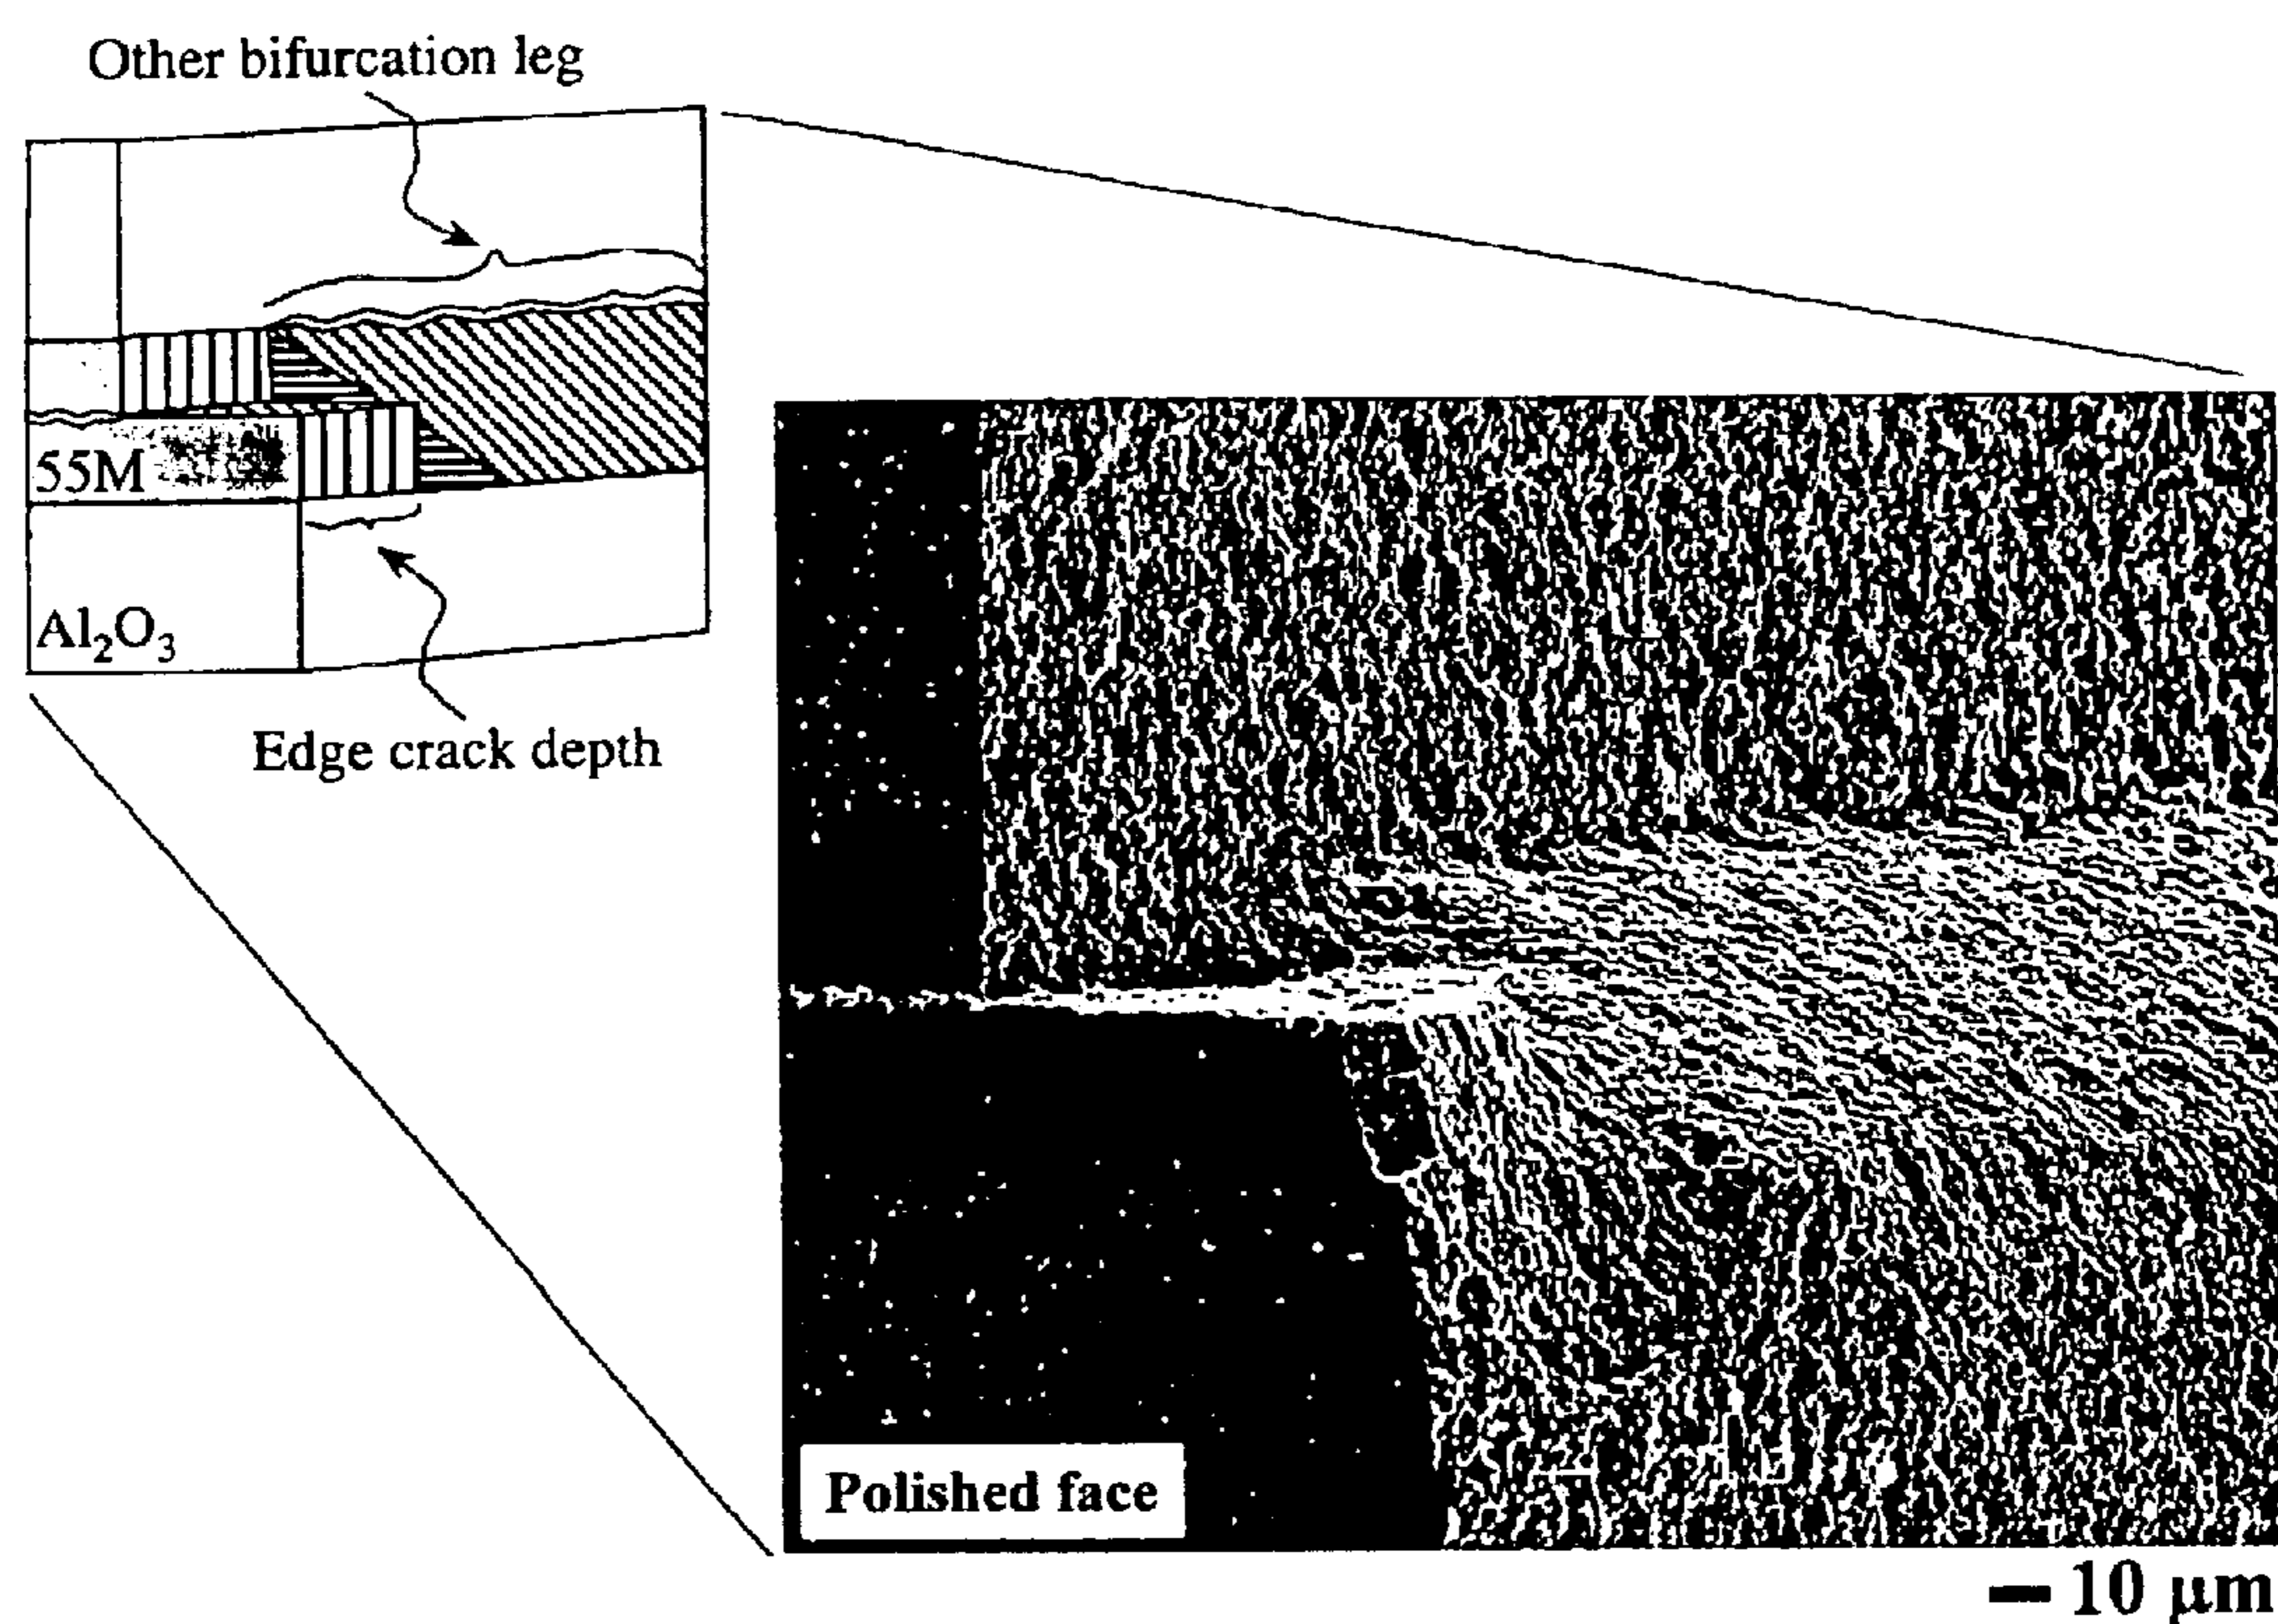 Other bifurcation leg
55M
Al₂O₃
Edge crack depth
Polished face
10 μm